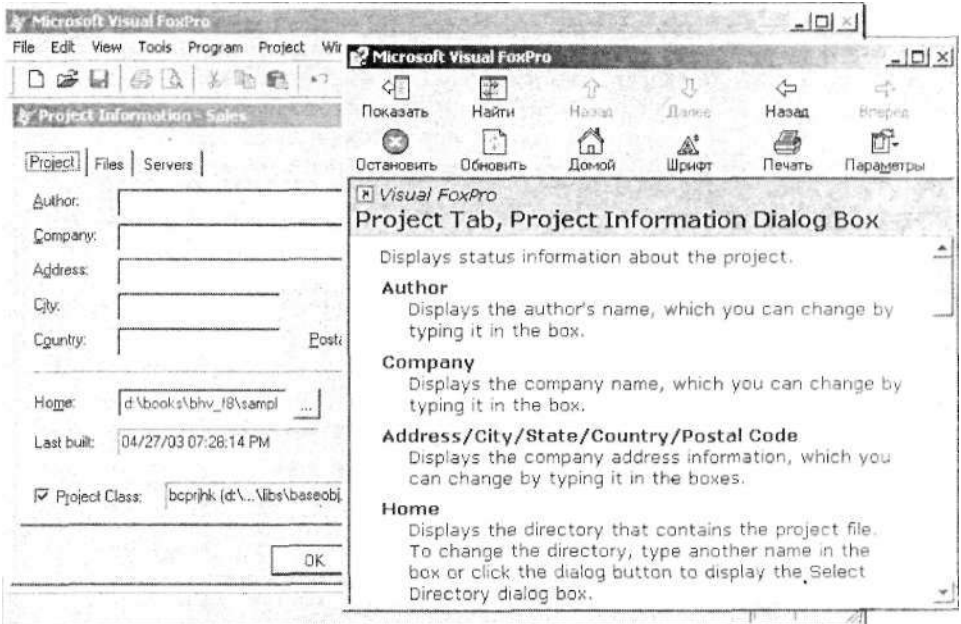 Microsoft Visual FoxPro
File Edit View Tools Program Project
Project Information - Sales
Project Files Servers
Author:
Company:
Address:
City:
Country:
Home: d:\books\bhv_f8\sampl ...
Last built: 04/27/03 07:28:14 PM
Project Class: bcprjhk (d:\...\libs\baseobj.
OK
Microsoft Visual FoxPro
Показать Найти Назад Далее Назад Вперед
Остановить Обновить Домой Шрифт Печать Параметры
Visual FoxPro
Project Tab, Project Information Dialog Box
Displays status information about the project.
Author
Displays the author's name, which you can change by
typing it in the box.
Company
Displays the company name, which you can change by
typing it in the box.
Address/City/State/Country/Postal Code
Displays the company address information, which you
can change by typing it in the boxes.
Home
Displays the directory that contains the project file.
To change the directory, type another name in the
box or click the dialog button to display the Select
Directory dialog box.